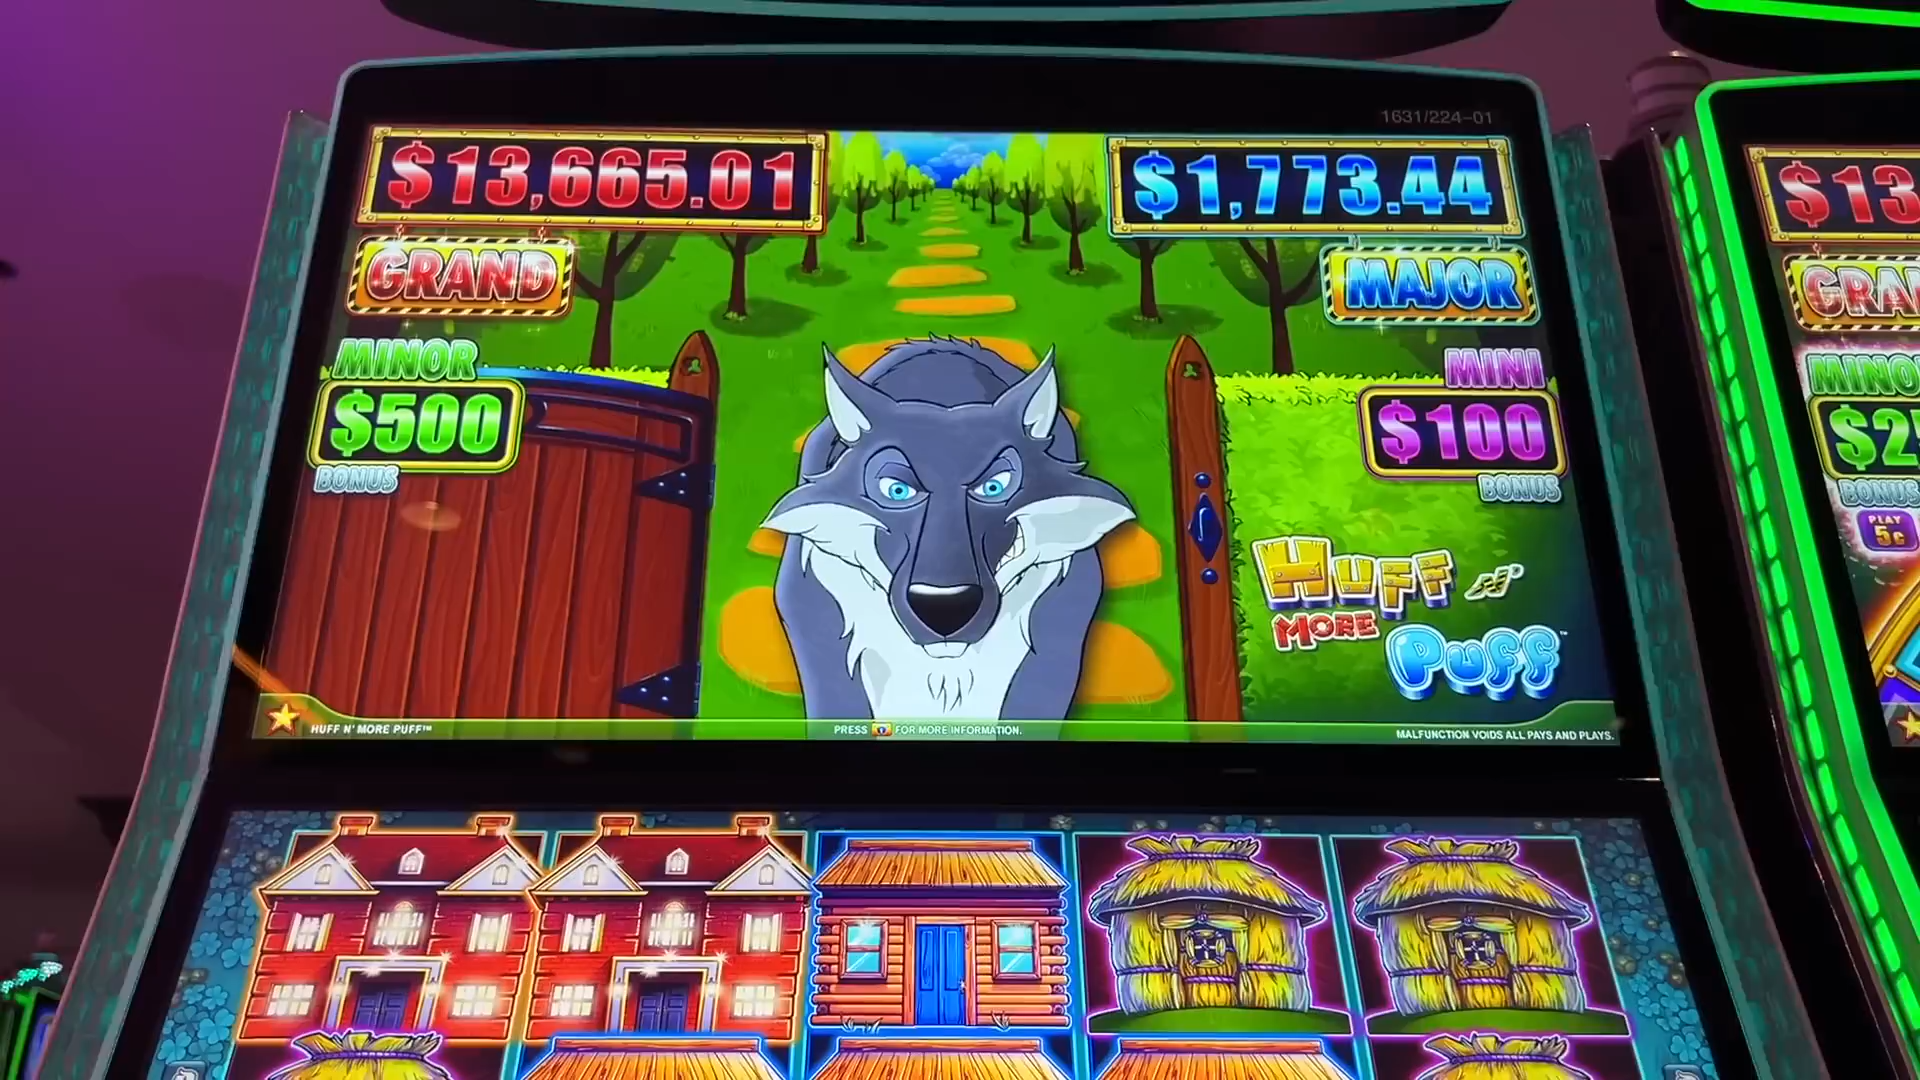 1631/224-01
$13,665.01
$1,773.44
$13
GRAND
MAJOR
GRA
MINOR
MINI
MINO
$500
$100
$2
BONUS
BONUS
BONUS
PLAY
5¢
HUFF N'
MORE
PUFF™
HUFF N' MORE PUFF™
PRESS FOR MORE INFORMATION.
MALFUNCTION VOIDS ALL PAYS AND PLAYS.